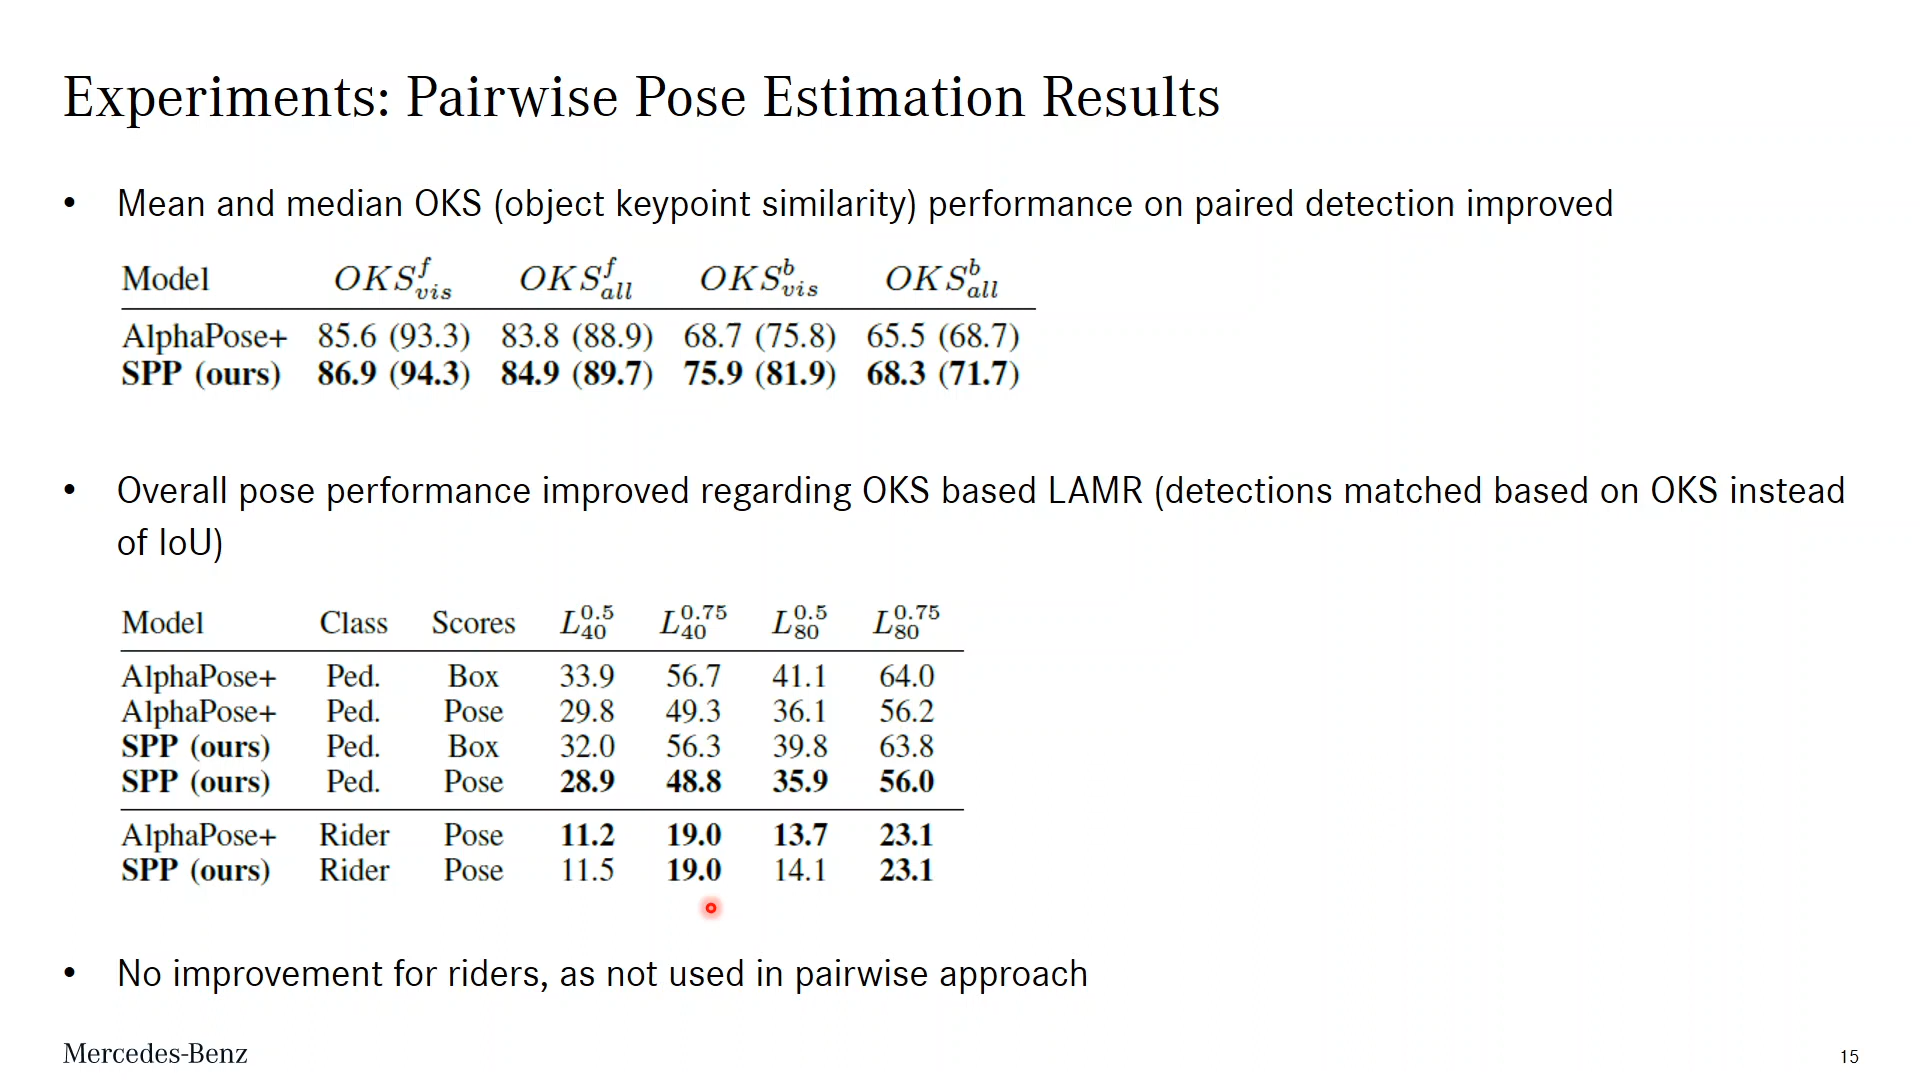 Experiments: Pairwise Pose Estimation Results
• Mean and median OKS (object keypoint similarity) performance on paired detection improved
Model OKS^f_vis OKS^f_all OKS^b_vis OKS^b_all
AlphaPose+ 85.6 (93.3) 83.8 (88.9) 68.7 (75.8) 65.5 (68.7)
SPP (ours) 86.9 (94.3) 84.9 (89.7) 75.9 (81.9) 68.3 (71.7)
• Overall pose performance improved regarding OKS based LAMR (detections matched based on OKS instead
of IoU)
Model Class Scores L^0.5_40 L^0.75_40 L^0.5_80 L^0.75_80
AlphaPose+ Ped. Box 33.9 56.7 41.1 64.0
AlphaPose+ Ped. Pose 29.8 49.3 36.1 56.2
SPP (ours) Ped. Box 32.0 56.3 39.8 63.8
SPP (ours) Ped. Pose 28.9 48.8 35.9 56.0
AlphaPose+ Rider Pose 11.2 19.0 13.7 23.1
SPP (ours) Rider Pose 11.5 19.0 14.1 23.1
• No improvement for riders, as not used in pairwise approach
Mercedes-Benz
15